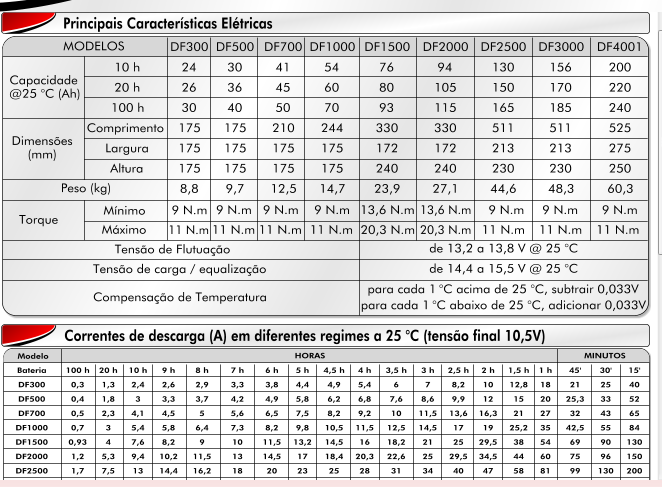 Principais Características Elétricas
MODELOS DF300 DF500 DF700 DF1000 DF1500 DF2000 DF2500 DF3000 DF4001
Capacidade @25 °C (Ah) 10 h 24 30 41 54 76 94 130 156 200
20 h 26 36 45 60 80 105 150 170 220
100 h 30 40 50 70 93 115 165 185 240
Dimensões (mm) Comprimento 175 175 210 244 330 330 511 511 525
Largura 175 175 175 175 172 172 213 213 275
Altura 175 175 175 175 240 240 230 230 250
Peso (kg) 8,8 9,7 12,5 14,7 23,9 27,1 44,6 48,3 60,3
Torque Mínimo 9 N.m 9 N.m 9 N.m 9 N.m 13,6 N.m 13,6 N.m 9 N.m 9 N.m 9 N.m
Máximo 11 N.m 11 N.m 11 N.m 11 N.m 20,3 N.m 20,3 N.m 11 N.m 11 N.m 11 N.m
Tensão de Flutuação de 13,2 a 13,8 V @ 25 °C
Tensão de carga / equalização de 14,4 a 15,5 V @ 25 °C
Compensação de Temperatura para cada 1 °C acima de 25 °C, subtrair 0,033V
para cada 1 °C abaixo de 25 °C, adicionar 0,033V
Correntes de descarga (A) em diferentes regimes a 25 °C (tensão final 10,5V)
Modelo HORAS MINUTOS
Bateria 100 h 20 h 10 h 9 h 8 h 7 h 6 h 5 h 4,5 h 4 h 3,5 h 3 h 2,5 h 2 h 1,5 h 1 h 45' 30' 15'
DF300 0,3 1,3 2,4 2,6 2,9 3,3 3,8 4,4 4,9 5,4 6 7 8,2 10 12,8 18 21 25 40
DF500 0,4 1,8 3 3,3 3,7 4,2 4,9 5,8 6,2 6,8 7,6 8,6 9,9 12 15 20 25,3 33 52
DF700 0,5 2,3 4,1 4,5 5 5,6 6,5 7,5 8,2 9,2 10 11,5 13,6 16,3 21 27 32 43 65
DF1000 0,7 3 5,4 5,8 6,4 7,3 8,2 9,8 10,5 11,5 12,5 14,5 17 19 25,2 35 42,5 55 84
DF1500 0,93 4 7,6 8,2 9 10 11,5 13,2 14,5 16 18,2 21 25 29,5 38 54 69 90 130
DF2000 1,2 5,3 9,4 10,2 11,5 13 14,5 17 18,4 20,3 22,6 25 29,5 34,5 44 60 75 96 150
DF2500 1,7 7,5 13 14,4 16,2 18 20 23 25 28 31 34 40 47 58 81 99 130 200